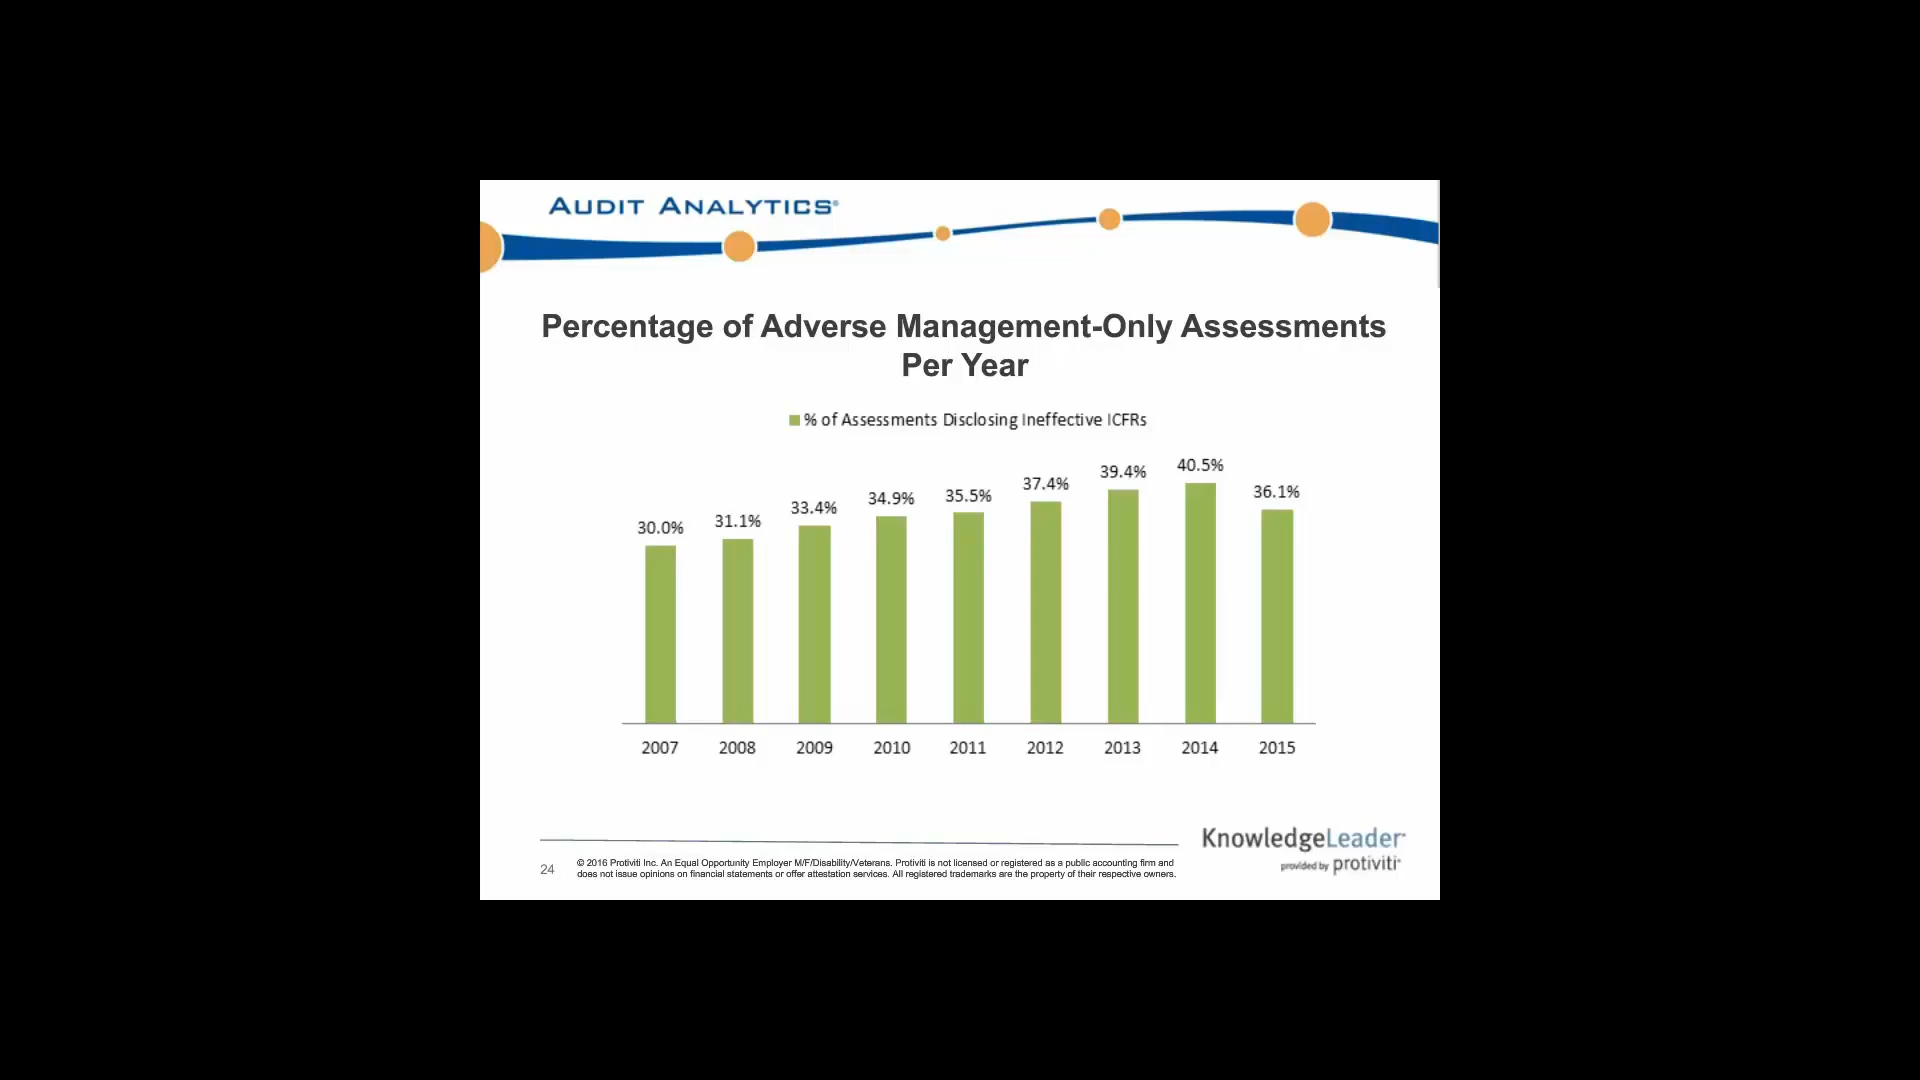 AUDIT ANALYTICS®
Percentage of Adverse Management-Only Assessments
Per Year
% of Assessments Disclosing Ineffective ICFRs
30.0% 31.1% 33.4% 34.9% 35.5% 37.4% 39.4% 40.5% 36.1%
2007 2008 2009 2010 2011 2012 2013 2014 2015
KnowledgeLeader
provided by protiviti®
24
© 2016 Protiviti Inc. An Equal Opportunity Employer M/F/Disability/Veterans. Protiviti is not licensed or registered as a public accounting firm and
does not issue opinions on financial statements or offer attestation services. All registered trademarks are the property of their respective owners.